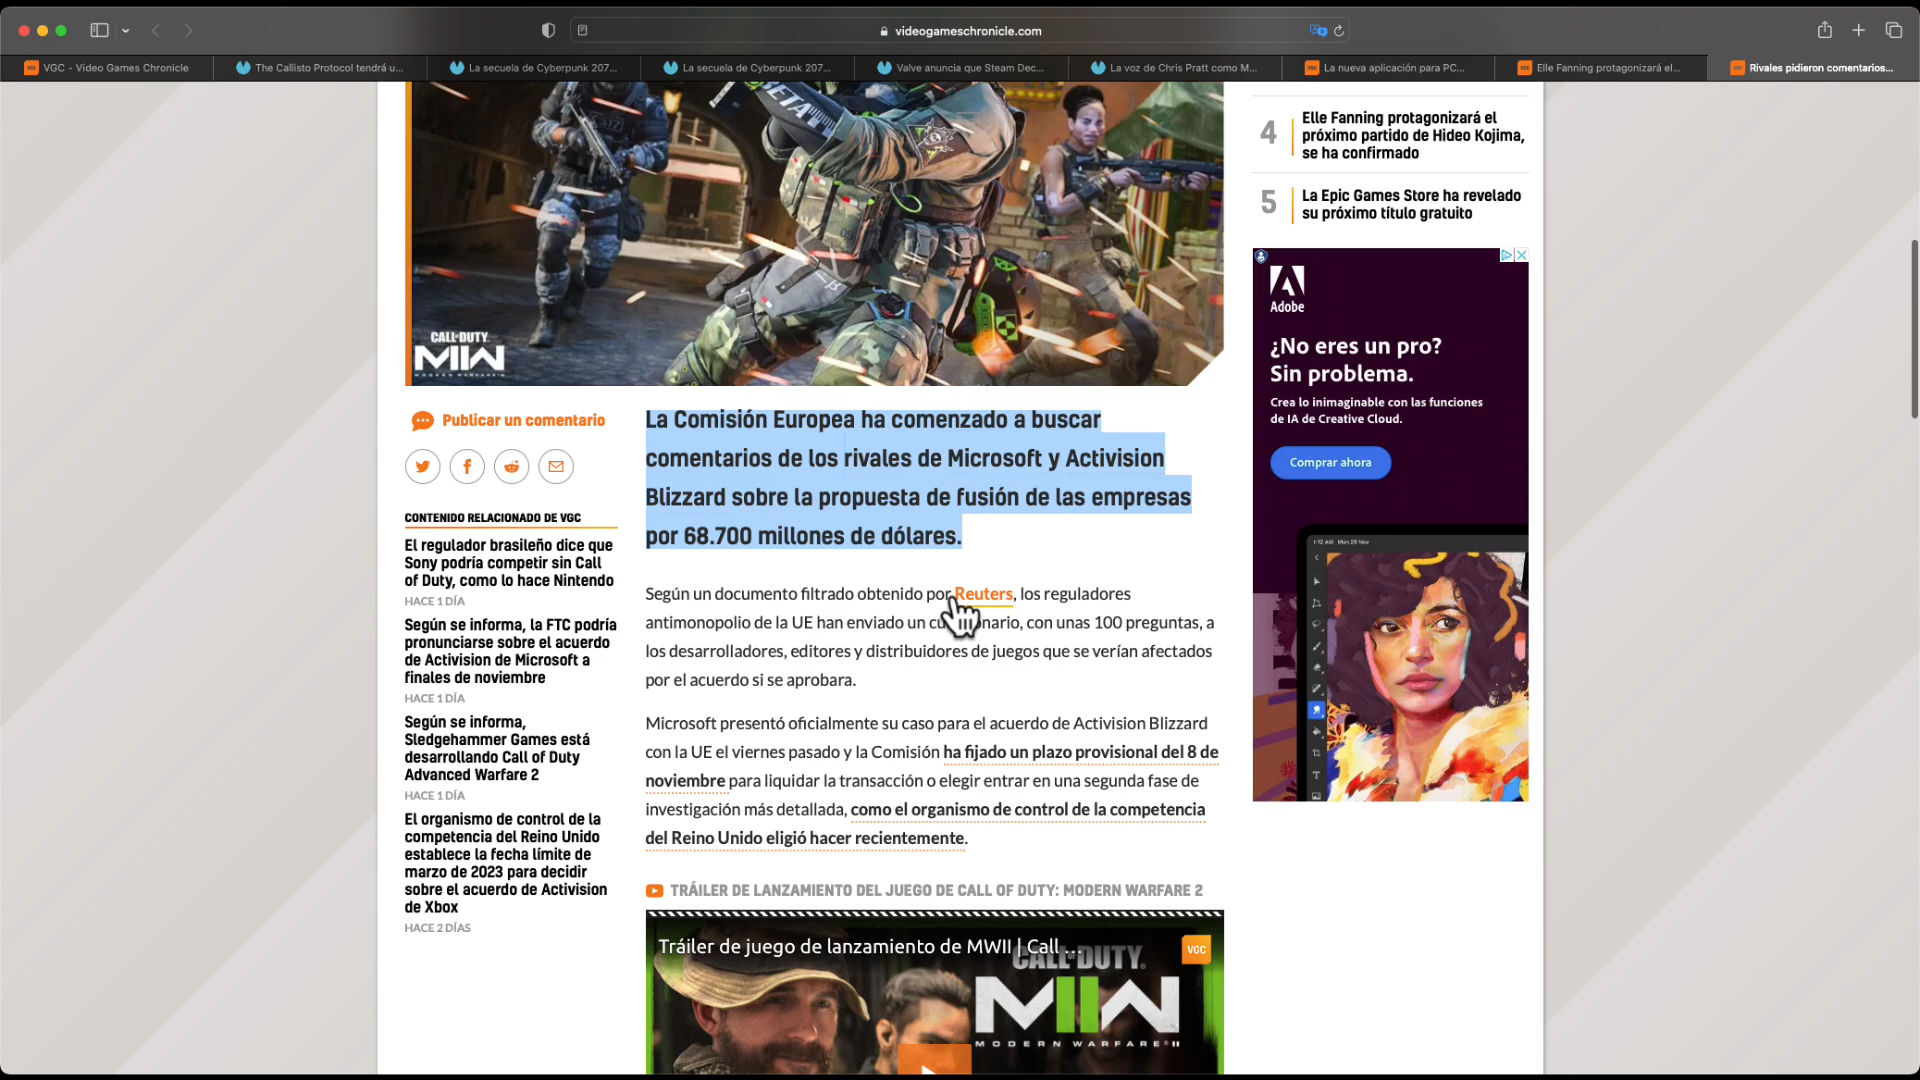 videogameschronicle.com
VGC - Video Games Chronicle
The Callisto Protocol tendrá u...
La secuela de Cyberpunk 207...
La secuela de Cyberpunk 207...
Valve anuncia que Steam Dec...
La voz de Chris Pratt como M...
La nueva aplicación para PC...
Elle Fanning protagonizará el...
Rivales pidieron comentarios...
BETA
CALL·DUTY
MW
MODERN WARFARE
4
Elle Fanning protagonizará el
próximo partido de Hideo Kojima,
se ha confirmado
5
La Epic Games Store ha revelado
su próximo título gratuito
Adobe
¿No eres un pro?
Sin problema.
Crea lo inimaginable con las funciones
de IA de Creative Cloud.
Comprar ahora
1:12 AM Mon 29 Nov
Publicar un comentario
CONTENIDO RELACIONADO DE VGC
El regulador brasileño dice que
Sony podría competir sin Call
of Duty, como lo hace Nintendo
HACE 1 DÍA
Según se informa, la FTC podría
pronunciarse sobre el acuerdo
de Activision de Microsoft a
finales de noviembre
HACE 1 DÍA
Según se informa,
Sledgehammer Games está
desarrollando Call of Duty
Advanced Warfare 2
HACE 1 DÍA
El organismo de control de la
competencia del Reino Unido
establece la fecha límite de
marzo de 2023 para decidir
sobre el acuerdo de Activision
de Xbox
HACE 2 DÍAS
La Comisión Europea ha comenzado a buscar
comentarios de los rivales de Microsoft y Activision
Blizzard sobre la propuesta de fusión de las empresas
por 68.700 millones de dólares.
Según un documento filtrado obtenido por Reuters, los reguladores
antimonopolio de la UE han enviado un cu nario, con unas 100 preguntas, a
los desarrolladores, editores y distribuidores de juegos que se verían afectados
por el acuerdo si se aprobara.
Microsoft presentó oficialmente su caso para el acuerdo de Activision Blizzard
con la UE el viernes pasado y la Comisión ha fijado un plazo provisional del 8 de
noviembre para liquidar la transacción o elegir entrar en una segunda fase de
investigación más detallada, como el organismo de control de la competencia
del Reino Unido eligió hacer recientemente.
TRÁILER DE LANZAMIENTO DEL JUEGO DE CALL OF DUTY: MODERN WARFARE 2
Tráiler de juego de lanzamiento de MWII | Call ...
VGC
CALL·DUTY
MWII
MODERN WARFARE II